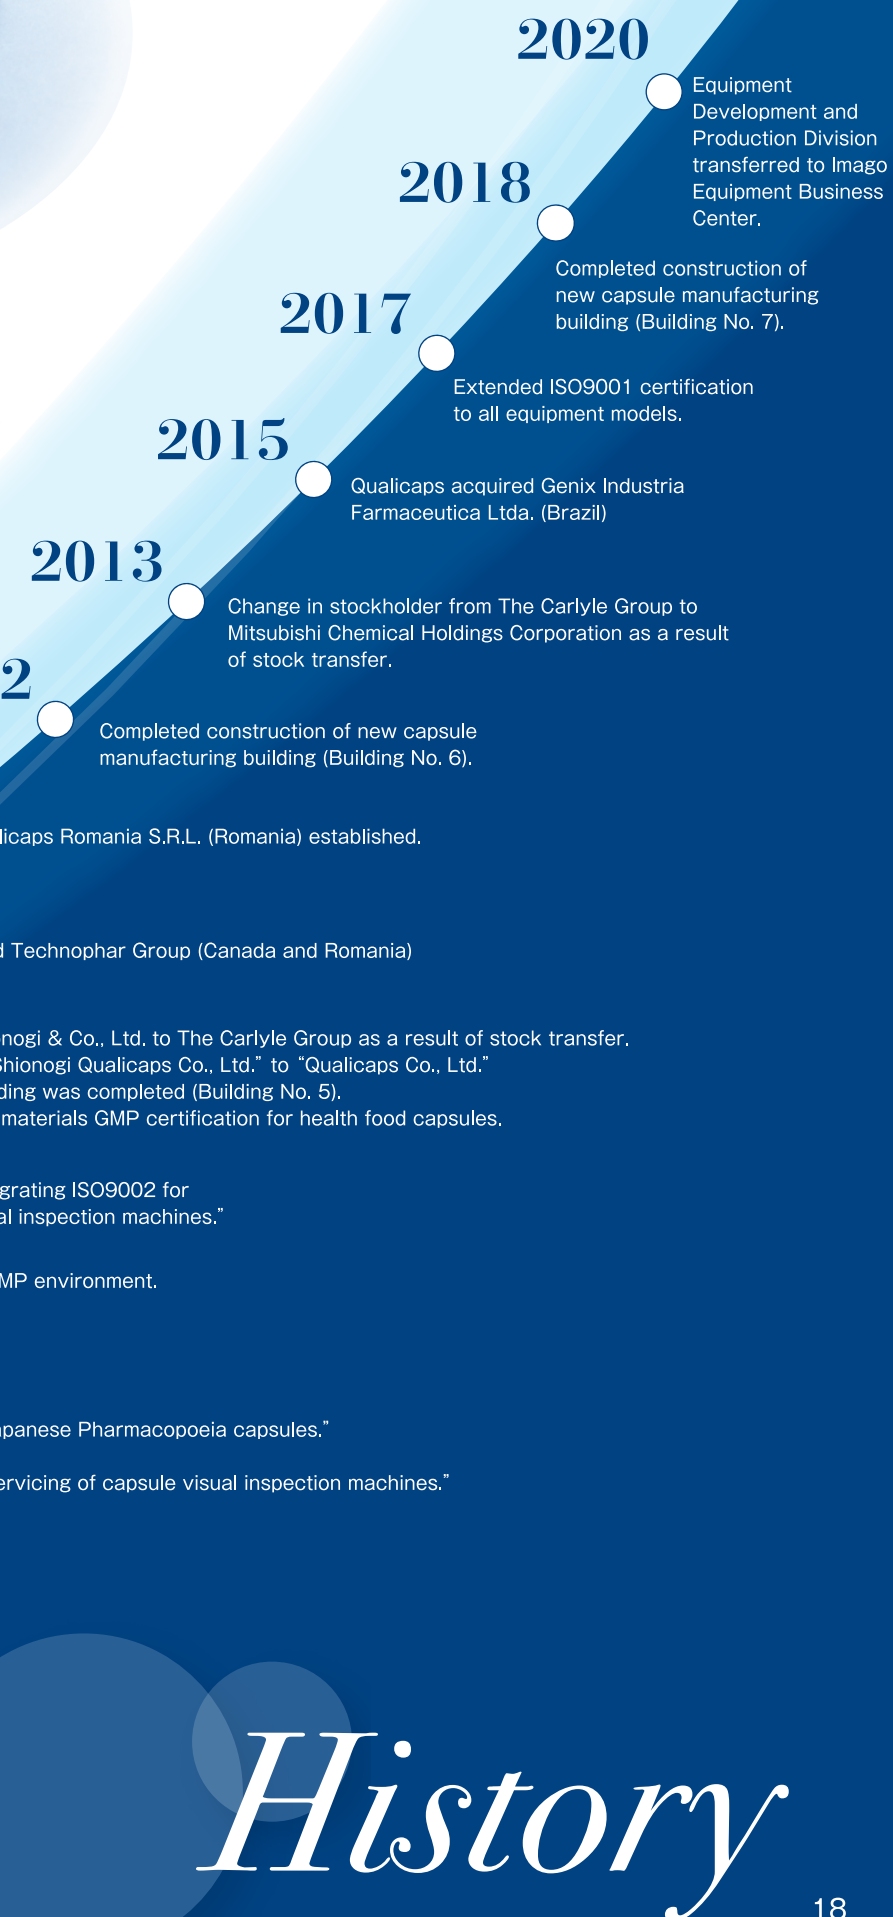 2020
Equipment
Development and
Production Division
transferred to Imago
Equipment Business
Center.
2018
Completed construction of
new capsule manufacturing
building (Building No. 7).
2017
Extended ISO9001 certification
to all equipment models.
2015
Qualicaps acquired Genix Industria
Farmaceutica Ltda. (Brazil)
2013
Change in stockholder from The Carlyle Group to
Mitsubishi Chemical Holdings Corporation as a result
of stock transfer.
2
Completed construction of new capsule
manufacturing building (Building No. 6).
licaps Romania S.R.L. (Romania) established.
d Technophar Group (Canada and Romania)
onogi & Co., Ltd. to The Carlyle Group as a result of stock transfer.
Shionogi Qualicaps Co., Ltd.” to “Qualicaps Co., Ltd.”
ding was completed (Building No. 5).
materials GMP certification for health food capsules.
grating ISO9002 for
al inspection machines.”
MP environment.
apanese Pharmacopoeia capsules.”
ervicing of capsule visual inspection machines.”
History
18